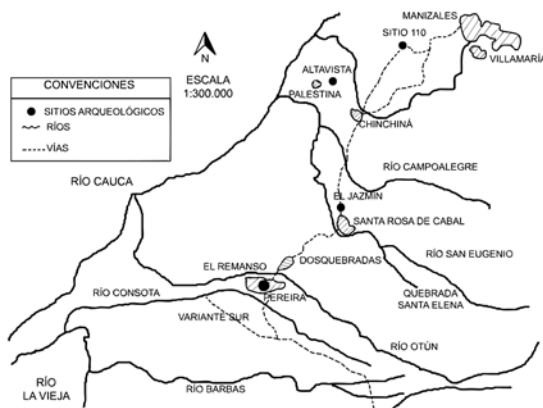 MANIZALES
SITIO 110
VILLAMARÍA
N
ESCALA
1:300.000
ALTAVISTA
PALESTINA
CONVENCIONES
SITIOS ARQUEOLÓGICOS
RÍOS
VÍAS
CHINCHINÁ
RÍO CAMPOALEGRE
RÍO CAUCA
EL JAZMÍN
SANTA ROSA DE CABAL
RÍO SAN EUGENIO
DOSQUEBRADAS
EL REMANSO
QUEBRADA
SANTA ELENA
RÍO CONSOTA
PEREIRA
VARIANTE SUR
RÍO OTÚN
RÍO
LA VIEJA
RÍO BARBAS